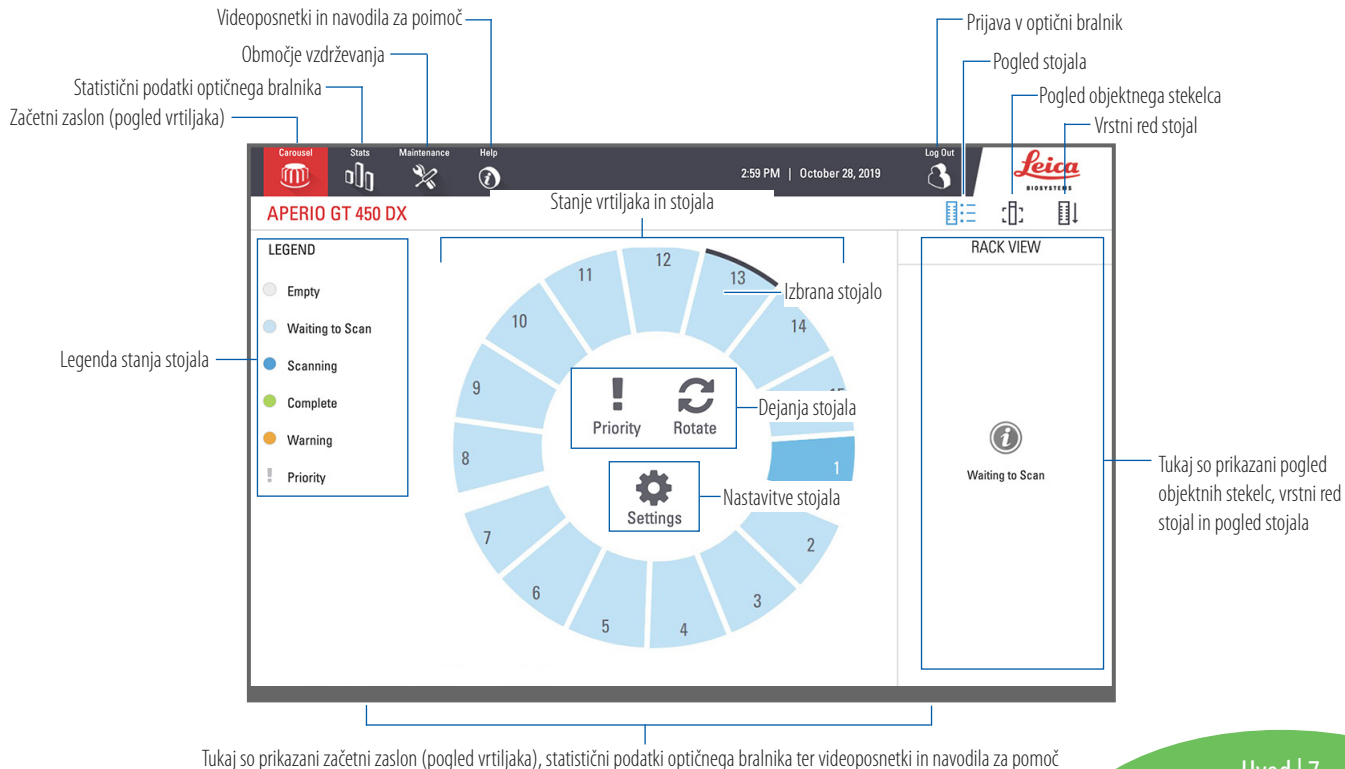 Videoposnetki in navodila za poimoč
Prijava v optični bralnik
Območje vzdrževanja
Pogled stojala
Statistični podatki optičnega bralnika
Pogled objektnega stekelca
Začetni zaslon (pogled vrtiljaka)
Vrstni red stojal
Carousel
Stats
Maintenance
Help
2:59 PM | October 28, 2019
Log Out
Leica
BIOSYSTEMS
APERIO GT 450 DX
Stanje vrtiljaka in stojala
LEGEND
Empty
Waiting to Scan
Scanning
Complete
Warning
Priority
Legenda stanja stojala
12
11
13
Izbrana stojalo
10
14
9
8
1
7
2
6
3
5
4
Priority
Rotate
Dejanja stojala
Settings
Nastavitve stojala
RACK VIEW
Waiting to Scan
Tukaj so prikazani pogled
objektnih stekelc, vrstni red
stojal in pogled stojala
Tukaj so prikazani začetni zaslon (pogled vrtiljaka), statistični podatki optičnega bralnika ter videoposnetki in navodila za pomoč